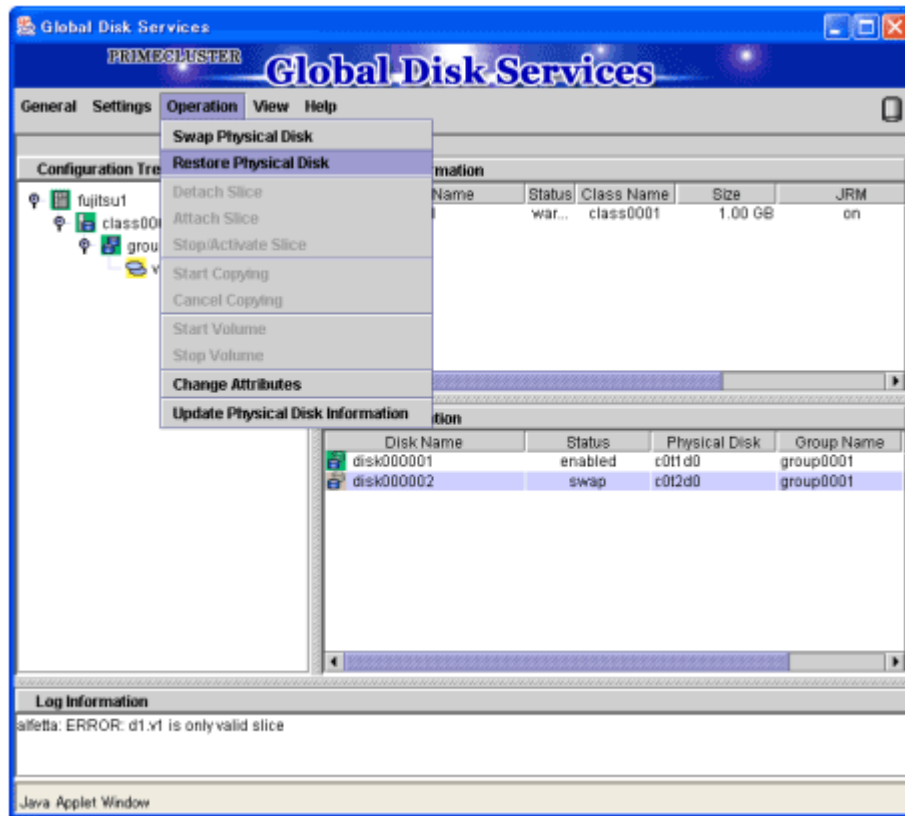 Global Disk Services
PRIMECLUSTER
Global Disk Services
General Settings Operation View Help
Swap Physical Disk
Restore Physical Disk
Detach Slice
Attach Slice
Stop/Activate Slice
Start Copying
Cancel Copying
Start Volume
Stop Volume
Change Attributes
Update Physical Disk Information
Configuration Tre
fujitsu1
class00
grou
v
rmation
Name Status Class Name Size JRM
war... class0001 1.00 GB on
tion
Disk Name Status Physical Disk Group Name
disk000001 enabled c0t1d0 group0001
disk000002 swap c0t2d0 group0001
Log Information
alfetta: ERROR: d1.v1 is only valid slice
Java Applet Window